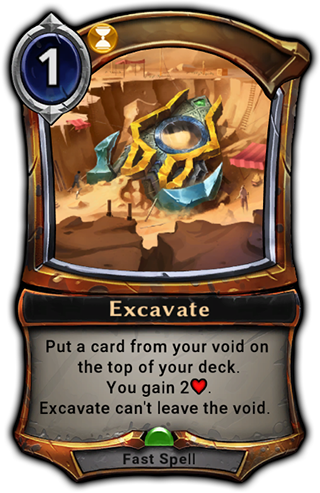 1
Excavate
Put a card from your void on
the top of your deck.
You gain 2❤.
Excavate can't leave the void.
Fast Spell